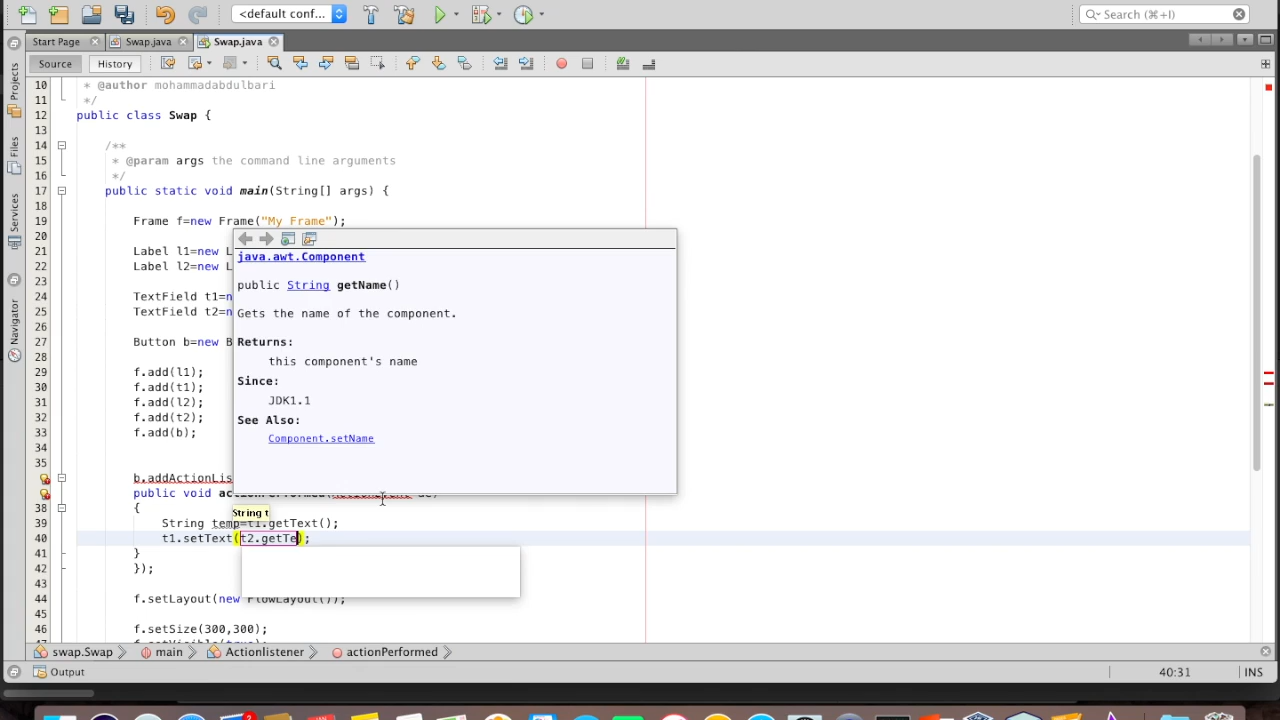 <default conf...
Search (⌘+I)
Start Page
Swap.java
Swap.java
Source
History
Projects
Files
Services
Navigator
10 * @author mohammadabdulbari
11 */
12 public class Swap {
13
14 /**
15 * @param args the command line arguments
16 */
17 public static void main(String[] args) {
18
19 Frame f=new Frame("My Frame");
20
21 Label l1=new L
22 Label l2=new L
23
24 TextField t1=n
25 TextField t2=n
26
27 Button b=new B
28
29 f.add(l1);
30 f.add(t1);
31 f.add(l2);
32 f.add(t2);
33 f.add(b);
34
35
b.addActionLis
public void actionPerformed(ActionEvent ae)
38 {
39 String temp=t1.getText();
40 t1.setText(t2.getTe);
41 }
42 });
43
44 f.setLayout(new FlowLayout());
45
46 f.setSize(300,300);
java.awt.Component
public String getName()
Gets the name of the component.
Returns:
this component's name
Since:
JDK1.1
See Also:
Component.setName
String t
swap.Swap
main
Actionlistener
actionPerformed
Output
40:31
INS